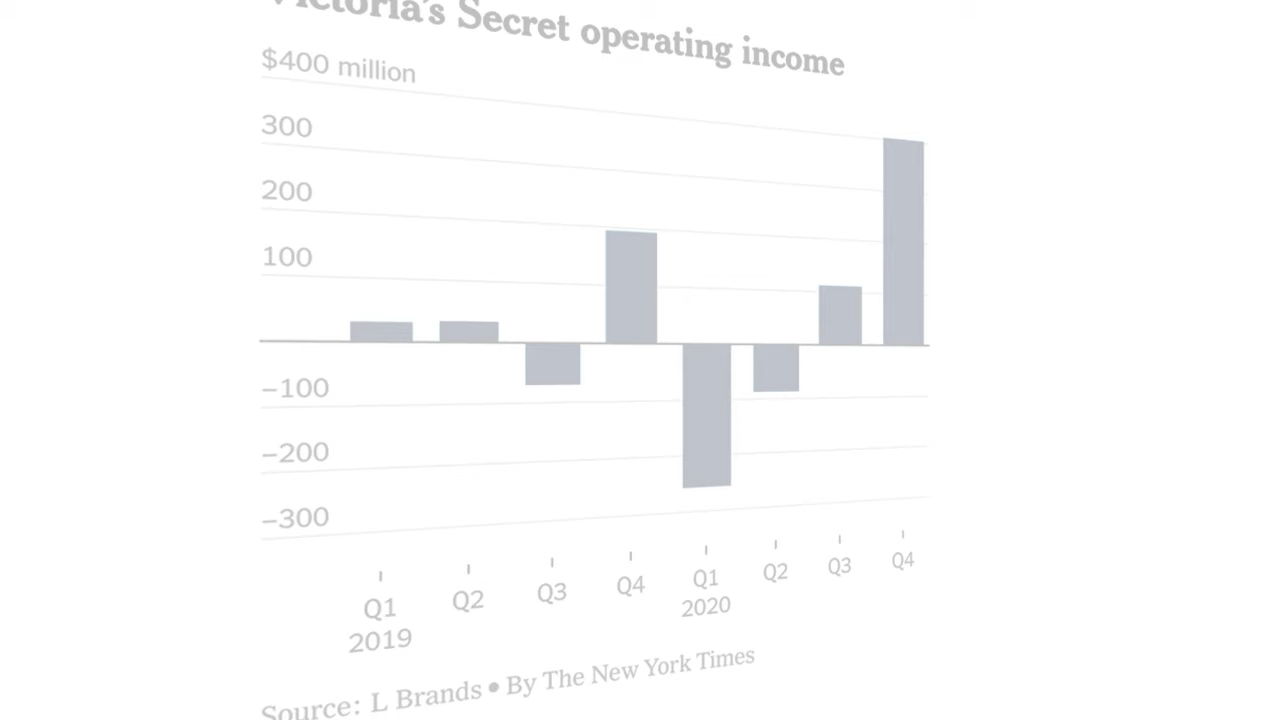 Victoria's Secret operating income
$400 million
300
200
100
–100
–200
–300
Q1 Q2 Q3 Q4 Q1 Q2 Q3 Q4
2019 2020
Source: L Brands • By The New York Times